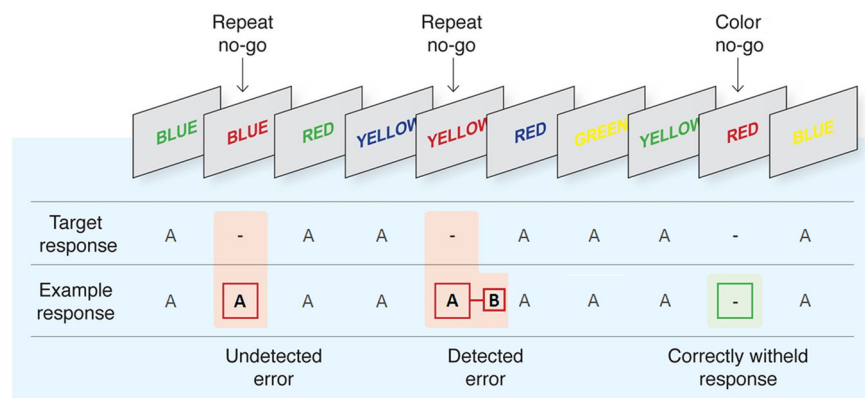 Repeat no-go
Repeat no-go
Color no-go
BLUE BLUE RED YELLOW YELLOW RED GREEN YELLOW RED BLUE
Target response A - A A - A A A - A
Example response A A A A A B A A A - A
Undetected error
Detected error
Correctly witheld response